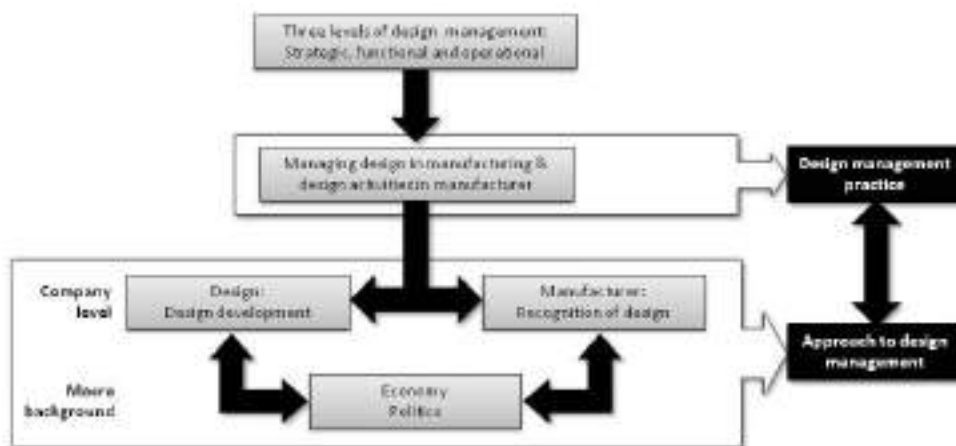 Three levels of design management:
Strategic, functional and operational
Managing design in manufacturing &
design activities in manufacturer
Design management
practice
Company
level
Design:
Design development
Manufacturer:
Recognition of design
Approach to design
management
Macro
background
Economy
Politics